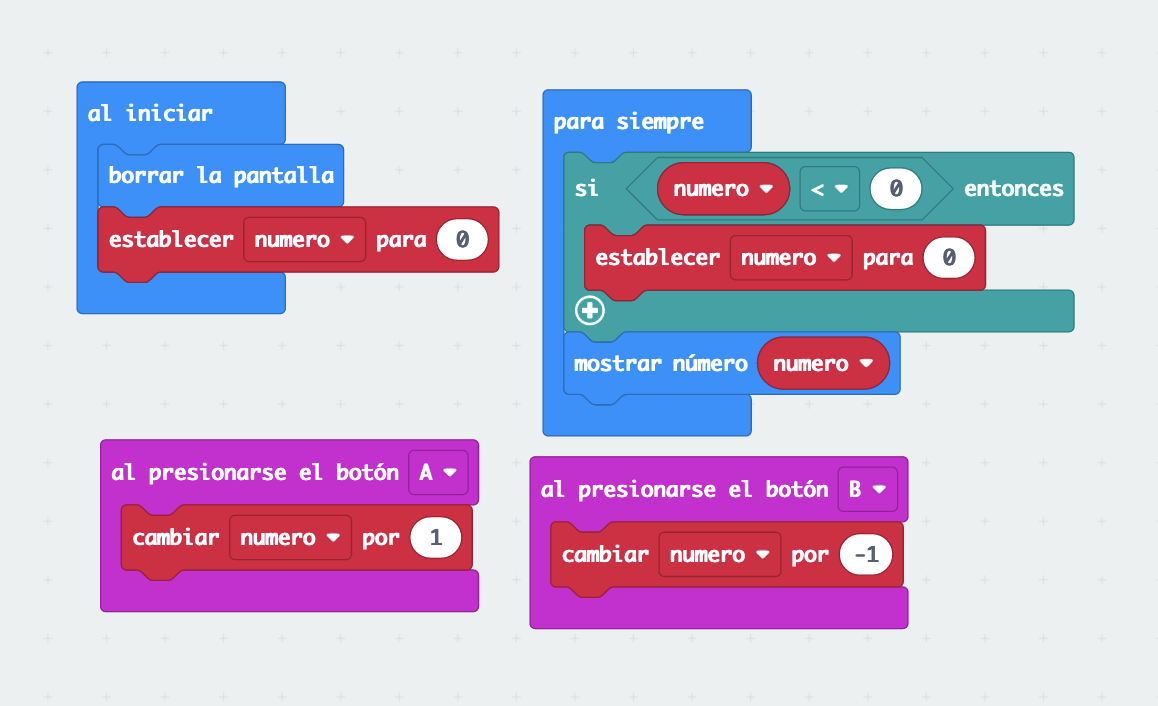 al iniciar
borrar la pantalla
establecer numero para 0
para siempre
si numero < 0 entonces
establecer numero para 0
mostrar número numero
al presionarse el botón A
cambiar numero por 1
al presionarse el botón B
cambiar numero por -1